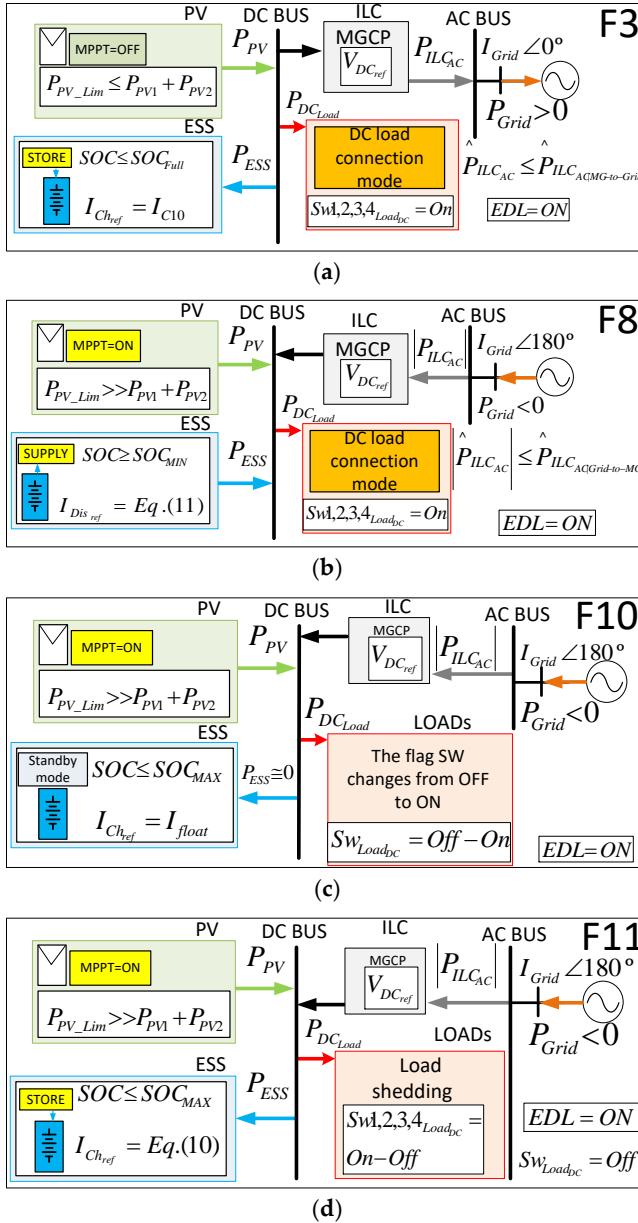 PV
DC BUS
ILC
AC BUS
F3
MPPT=OFF
P_PV
MGCP
V_DC_ref
P_ILC_AC
I_Grid ∠0°
P_PV_Lim ≤ P_PV1 + P_PV2
P_Grid>0
ESS
P_DC_Load
STORE
SOC ≤ SOC_Full
P_ESS
DC load
connection
mode
P̂_ILC_AC ≤ P̂_ILC_AC|MG-to-Grid
I_Ch_ref = I_C10
Sw1,2,3,4_Load_DC = On
EDL = ON
(a)
PV
DC BUS
ILC
AC BUS
F8
MPPT=ON
P_PV
MGCP
V_DC_ref
|P_ILC_AC|
I_Grid ∠180°
P_PV_Lim >> P_PV1 + P_PV2
P_Grid<0
ESS
P_DC_Load
SUPPLY
SOC ≥ SOC_MIN
P_ESS
DC load
connection
mode
|P̂_ILC_AC| ≤ P̂_ILC_AC|Grid-to-MG
I_Dis_ref = Eq.(11)
Sw1,2,3,4_Load_DC = On
EDL = ON
(b)
PV
DC BUS
ILC
AC BUS
F10
MPPT=ON
P_PV
MGCP
V_DC_ref
|P_ILC_AC|
I_Grid ∠180°
P_PV_Lim >> P_PV1 + P_PV2
P_Grid<0
ESS
P_DC_Load
LOADs
Standby
mode
SOC ≤ SOC_MAX
P_ESS≅0
The flag SW
changes from OFF
to ON
I_Ch_ref = I_float
Sw_Load_DC = Off − On
EDL = ON
(c)
PV
DC BUS
ILC
AC BUS
F11
MPPT=ON
P_PV
MGCP
V_DC_ref
|P_ILC_AC|
I_Grid ∠180°
P_PV_Lim >> P_PV1 + P_PV2
P_Grid<0
ESS
P_DC_Load
LOADs
STORE
SOC ≤ SOC_MAX
P_ESS
Load
shedding
I_Ch_ref = Eq.(10)
Sw1,2,3,4_Load_DC =
On−Off
EDL = ON
Sw_Load_DC = Off
(d)